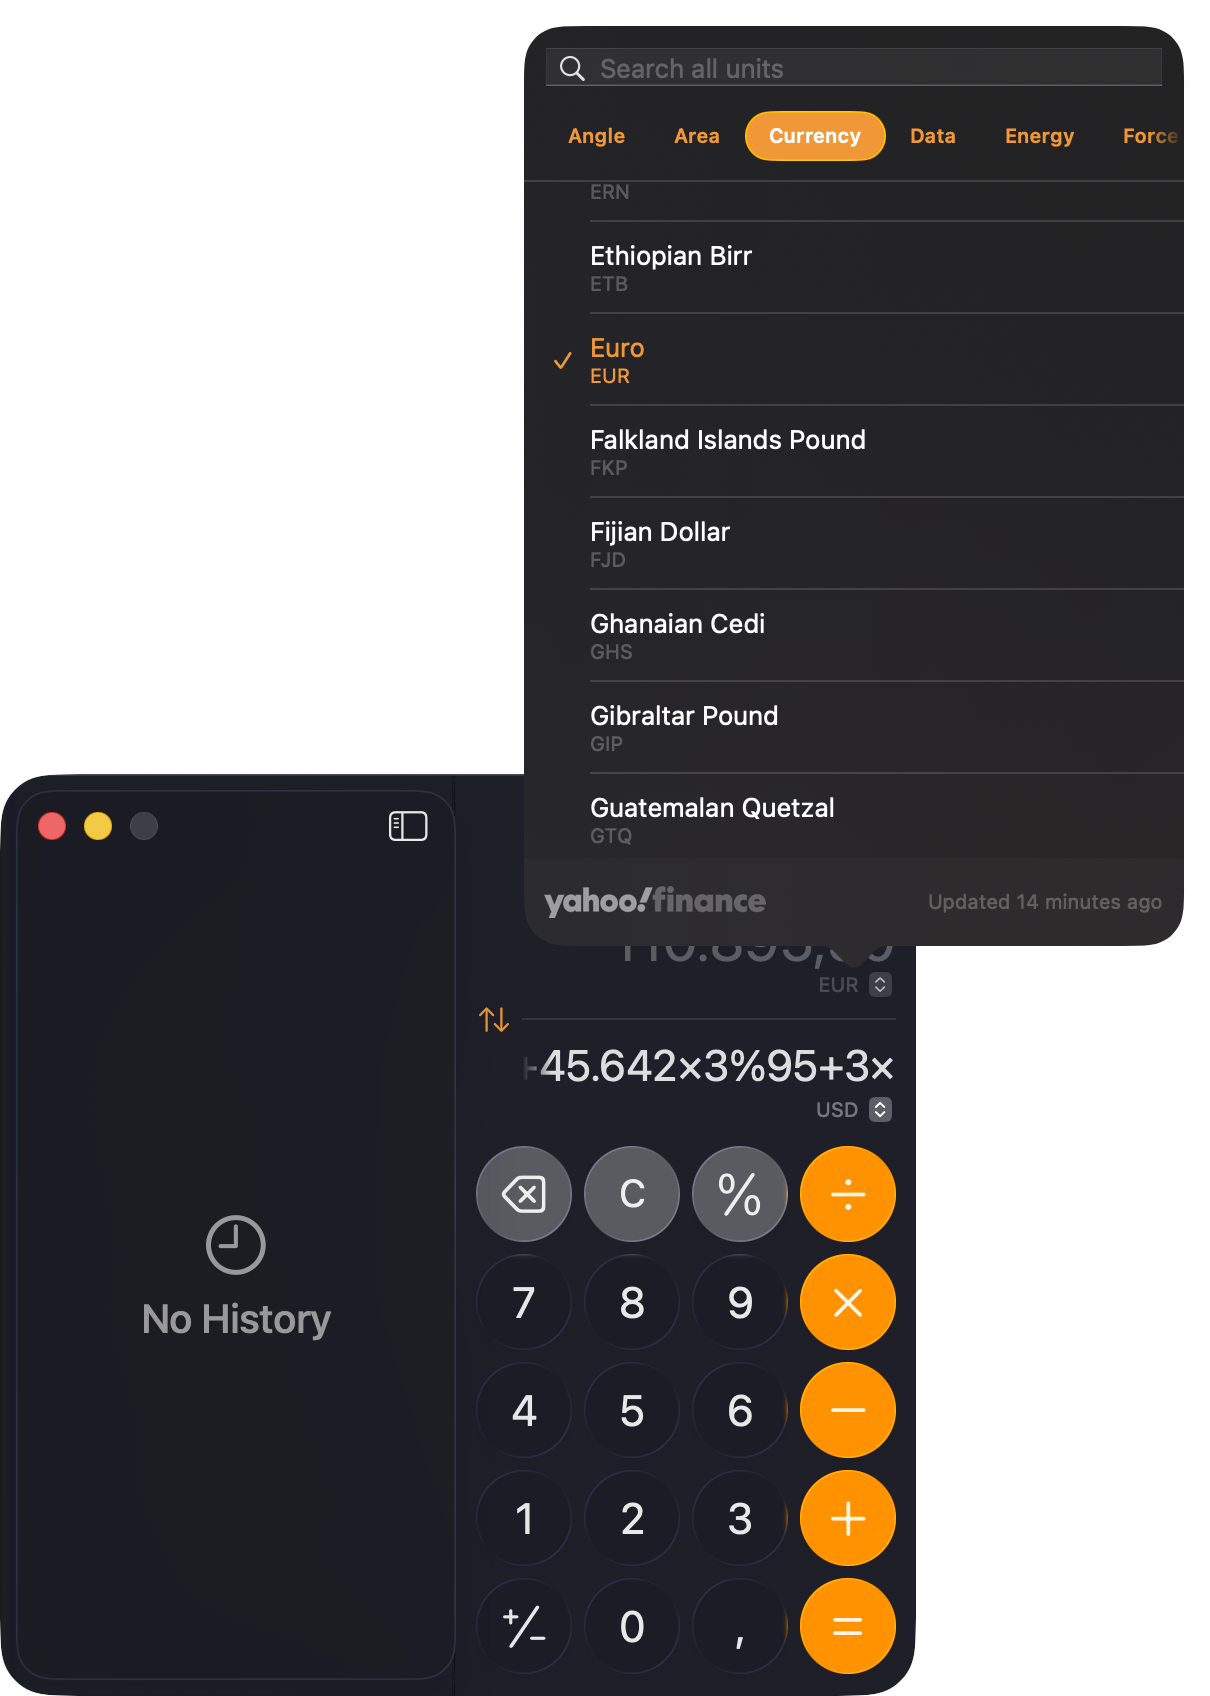 Search all units
Angle Area Currency Data Energy Force
ERN
Ethiopian Birr
ETB
Euro
EUR
Falkland Islands Pound
FKP
Fijian Dollar
FJD
Ghanaian Cedi
GHS
Gibraltar Pound
GIP
Guatemalan Quetzal
GTQ
yahoo!finance Updated 14 minutes ago
EUR
+45.642×3%95+3×
USD
No History
C % ÷
7 8 9 ×
4 5 6 −
1 2 3 +
+/− 0 , =